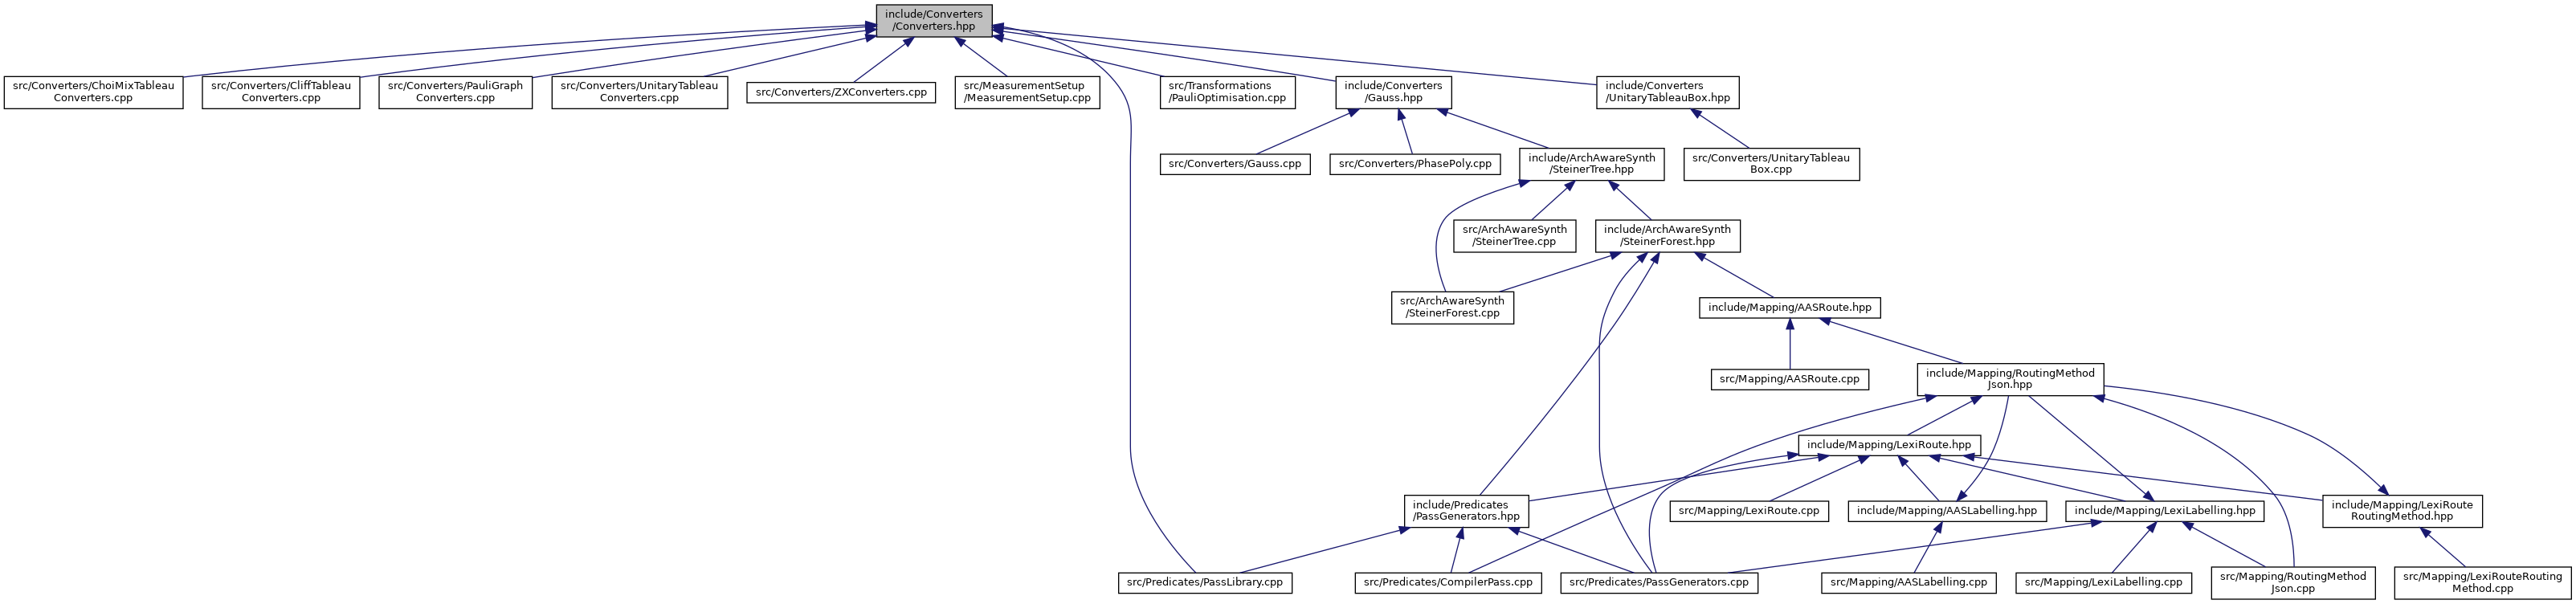 include/Converters
/Converters.hpp
src/Converters/ChoiMixTableau
Converters.cpp
src/Converters/CliffTableau
Converters.cpp
src/Converters/PauliGraph
Converters.cpp
src/Converters/UnitaryTableau
Converters.cpp
src/Converters/ZXConverters.cpp
src/MeasurementSetup
/MeasurementSetup.cpp
src/Transformations
/PauliOptimisation.cpp
include/Converters
/Gauss.hpp
include/Converters
/UnitaryTableauBox.hpp
src/Converters/Gauss.cpp
src/Converters/PhasePoly.cpp
include/ArchAwareSynth
/SteinerTree.hpp
src/Converters/UnitaryTableau
Box.cpp
src/ArchAwareSynth
/SteinerTree.cpp
include/ArchAwareSynth
/SteinerForest.hpp
src/ArchAwareSynth
/SteinerForest.cpp
include/Mapping/AASRoute.hpp
src/Mapping/AASRoute.cpp
include/Mapping/RoutingMethod
Json.hpp
include/Mapping/LexiRoute.hpp
include/Predicates
/PassGenerators.hpp
src/Mapping/LexiRoute.cpp
include/Mapping/AASLabelling.hpp
include/Mapping/LexiLabelling.hpp
include/Mapping/LexiRoute
RoutingMethod.hpp
src/Predicates/PassLibrary.cpp
src/Predicates/CompilerPass.cpp
src/Predicates/PassGenerators.cpp
src/Mapping/AASLabelling.cpp
src/Mapping/LexiLabelling.cpp
src/Mapping/RoutingMethod
Json.cpp
src/Mapping/LexiRouteRouting
Method.cpp